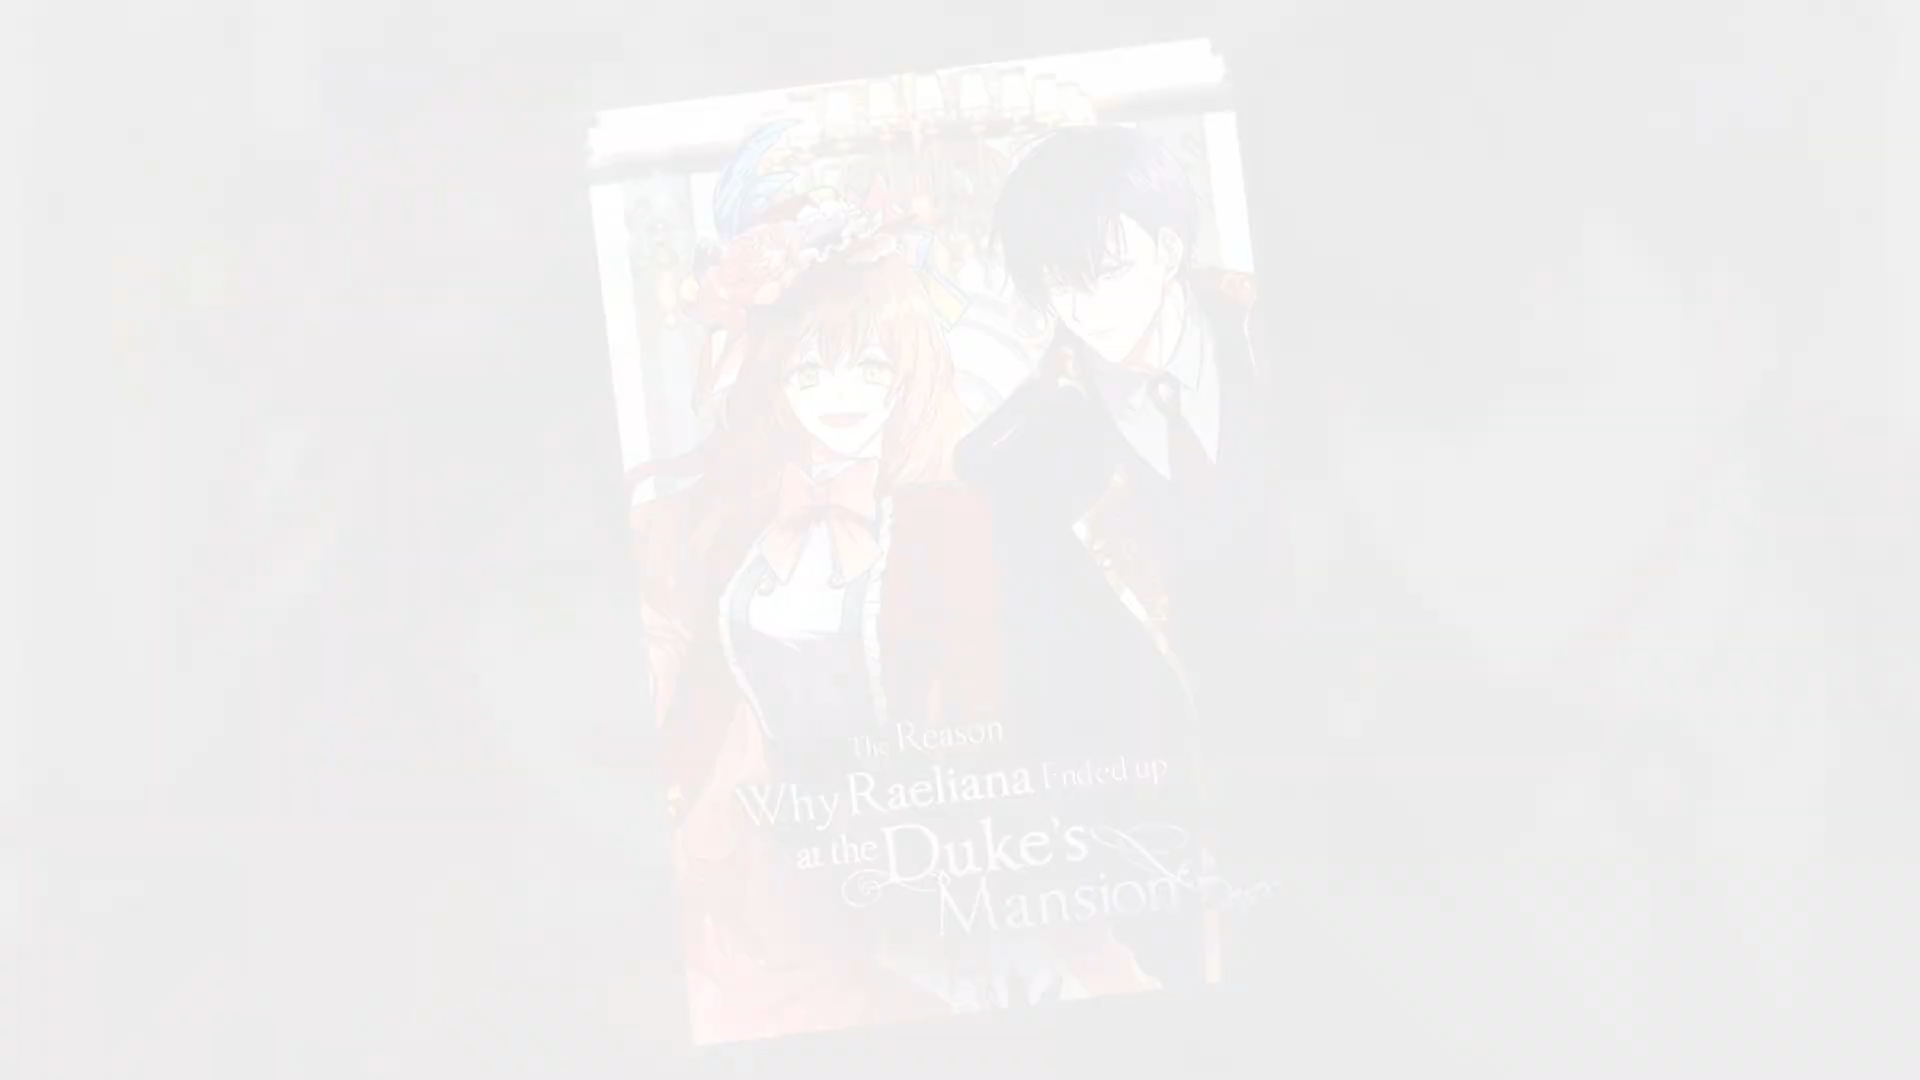 The Reason
Why Raeliana Ended up
at the Duke's
Mansion